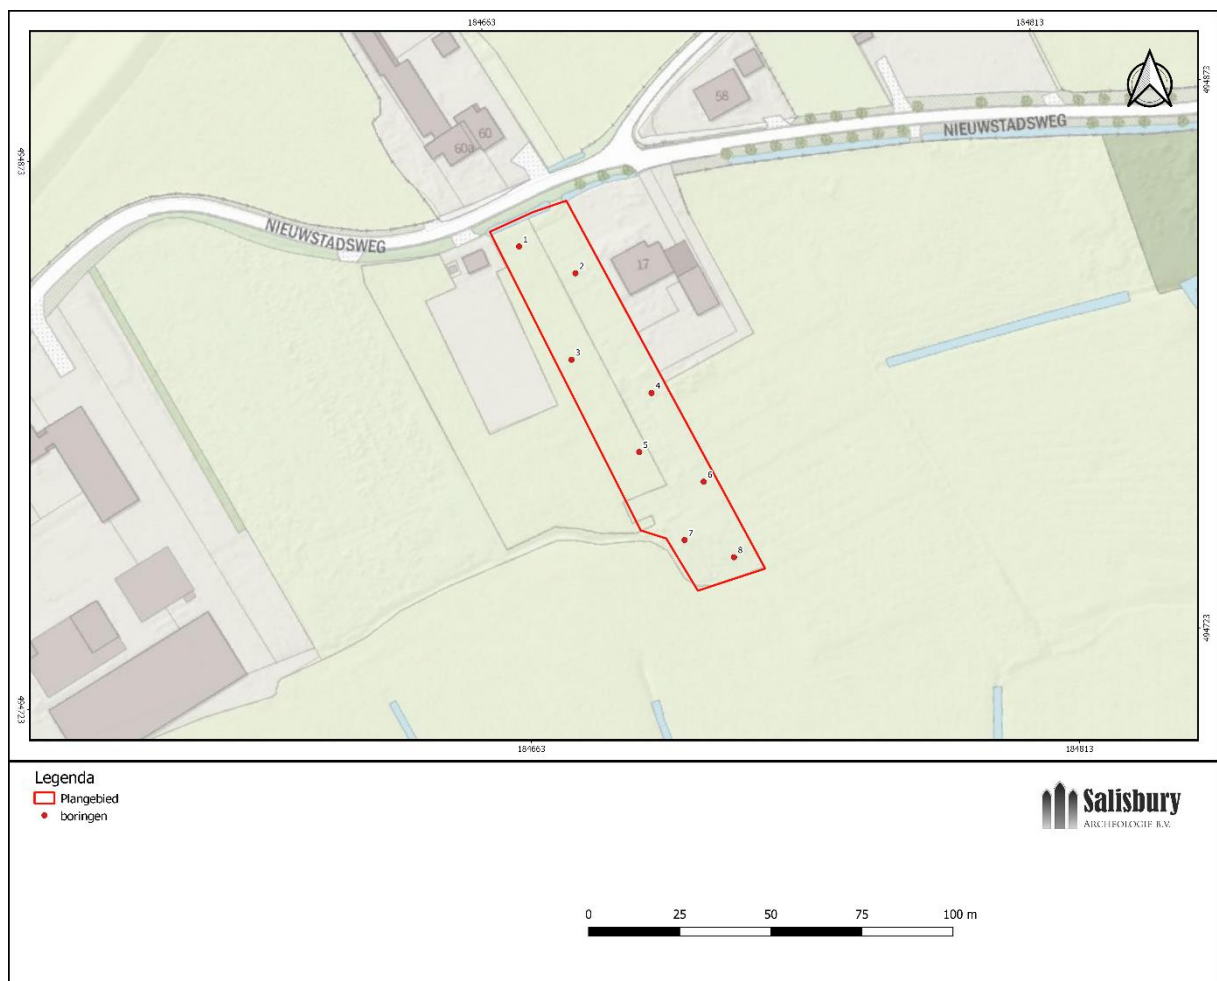 184663
184813
494873
58
NIEUWSTADSWEG
60
60a
494873
NIEUWSTADSWEG
1
17
2
3
4
5
6
7
8
494723
494723
184663
184813
Legenda
Plangebied
boringen
Salisbury
ARCHEOLOGIE B.V.
0 25 50 75 100 m